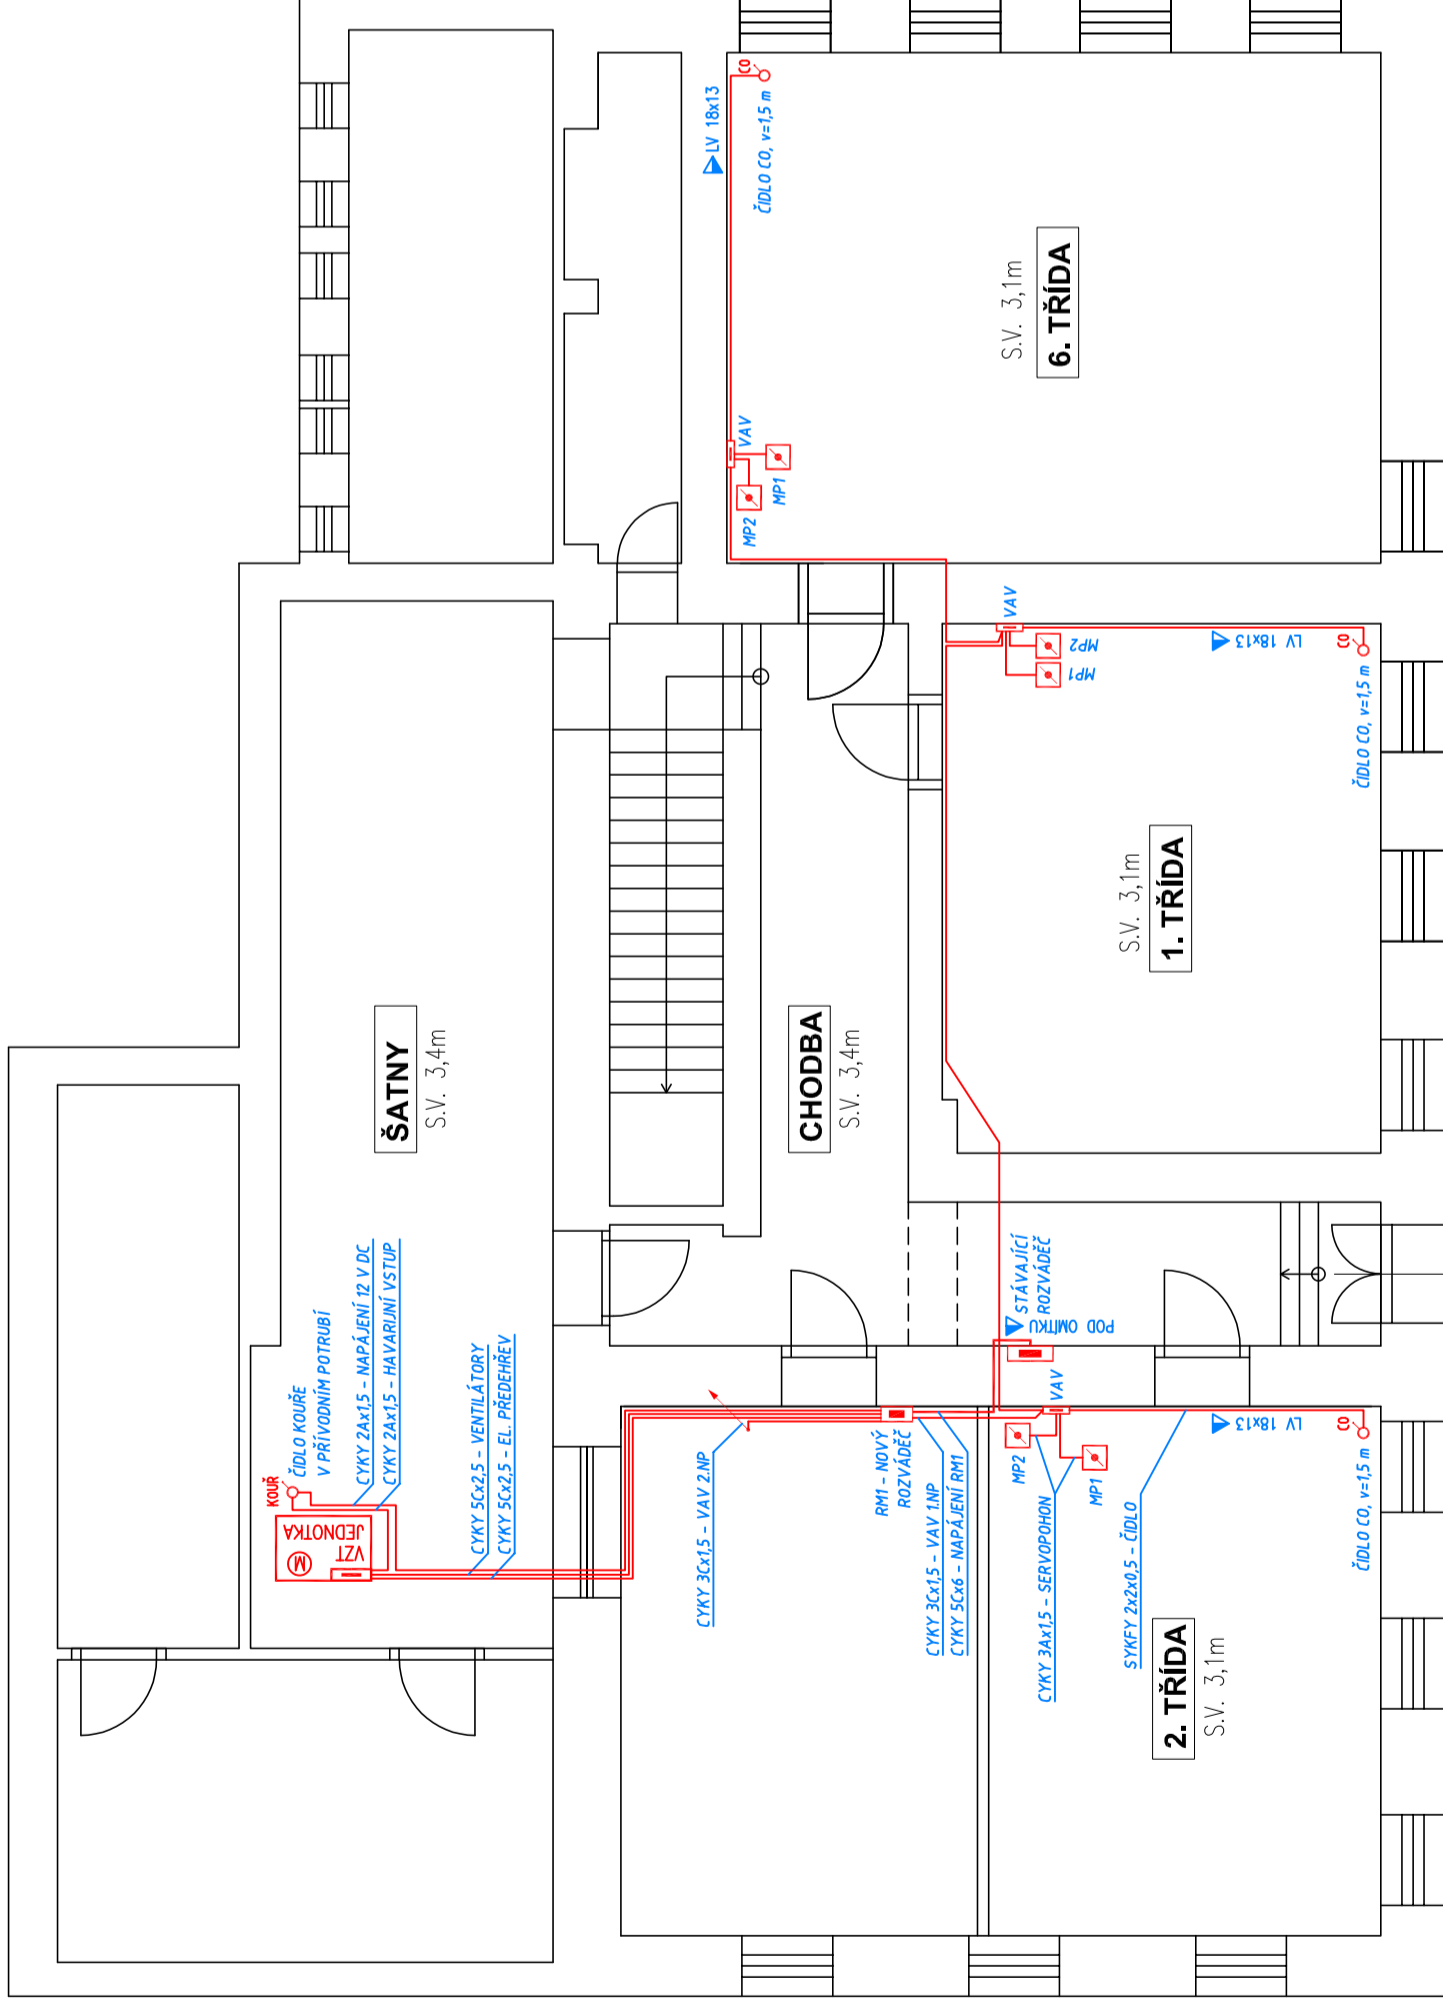 KOUŘ
ČIDLO KOUŘE
V PŘÍVODNÍM POTRUBÍ
CYKY 2Ax1,5 - NAPÁJENÍ 12 V DC
CYKY 2Ax1,5 - HAVARIJNÍ VSTUP
VZT
JEDNOTKA
M
CYKY 5Cx2,5 - VENTILÁTORY
CYKY 5Cx2,5 - EL. PŘEDEHŘEV
ŠATNY
S.V. 3,4m
CHODBA
S.V. 3,4m
LV 18x13
CO
ČIDLO CO, v=1,5 m
VAV
MP2
MP1
S.V. 3,1m
6. TŘÍDA
VAV
MP2
MP1
LV 18x13
CO
ČIDLO CO, v=1,5 m
S.V. 3,1m
1. TŘÍDA
STÁVAJÍCÍ
ROZVÁDĚČ
POD OMÍTKU
CYKY 3Cx1,5 - VAV 2.NP
RM1 - NOVÝ
ROZVÁDĚČ
CYKY 3Cx1,5 - VAV 1.NP
CYKY 5Cx6 - NAPÁJENÍ RM1
VAV
MP2
MP1
CYKY 3Ax1,5 - SERVOPOHON
SYKFY 2x2x0,5 - ČIDLO
LV 18x13
CO
ČIDLO CO, v=1,5 m
2. TŘÍDA
S.V. 3,1m